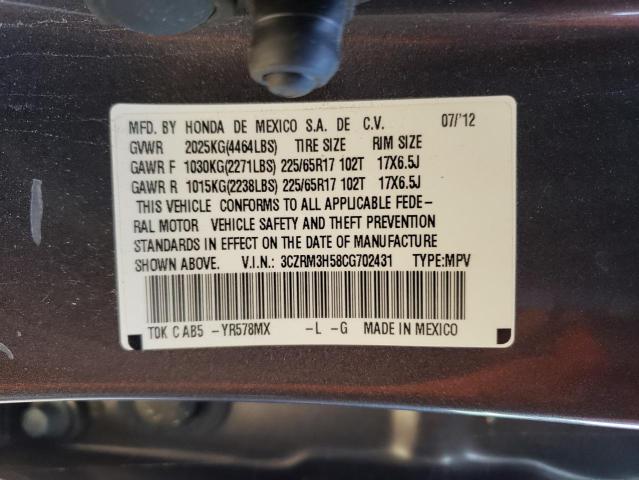 MFD. BY HONDA DE MEXICO S.A. DE C.V. 07/'12
GVWR 2025KG(4464LBS) TIRE SIZE RIM SIZE
GAWR F 1030KG(2271LBS) 225/65R17 102T 17X6.5J
GAWR R 1015KG(2238LBS) 225/65R17 102T 17X6.5J
THIS VEHICLE CONFORMS TO ALL APPLICABLE FEDE-
RAL MOTOR VEHICLE SAFETY AND THEFT PREVENTION
STANDARDS IN EFFECT ON THE DATE OF MANUFACTURE
SHOWN ABOVE. V.I.N.: 3CZRM3H58CG702431 TYPE:MPV
TDK C AB5 -YR578MX -L -G MADE IN MEXICO